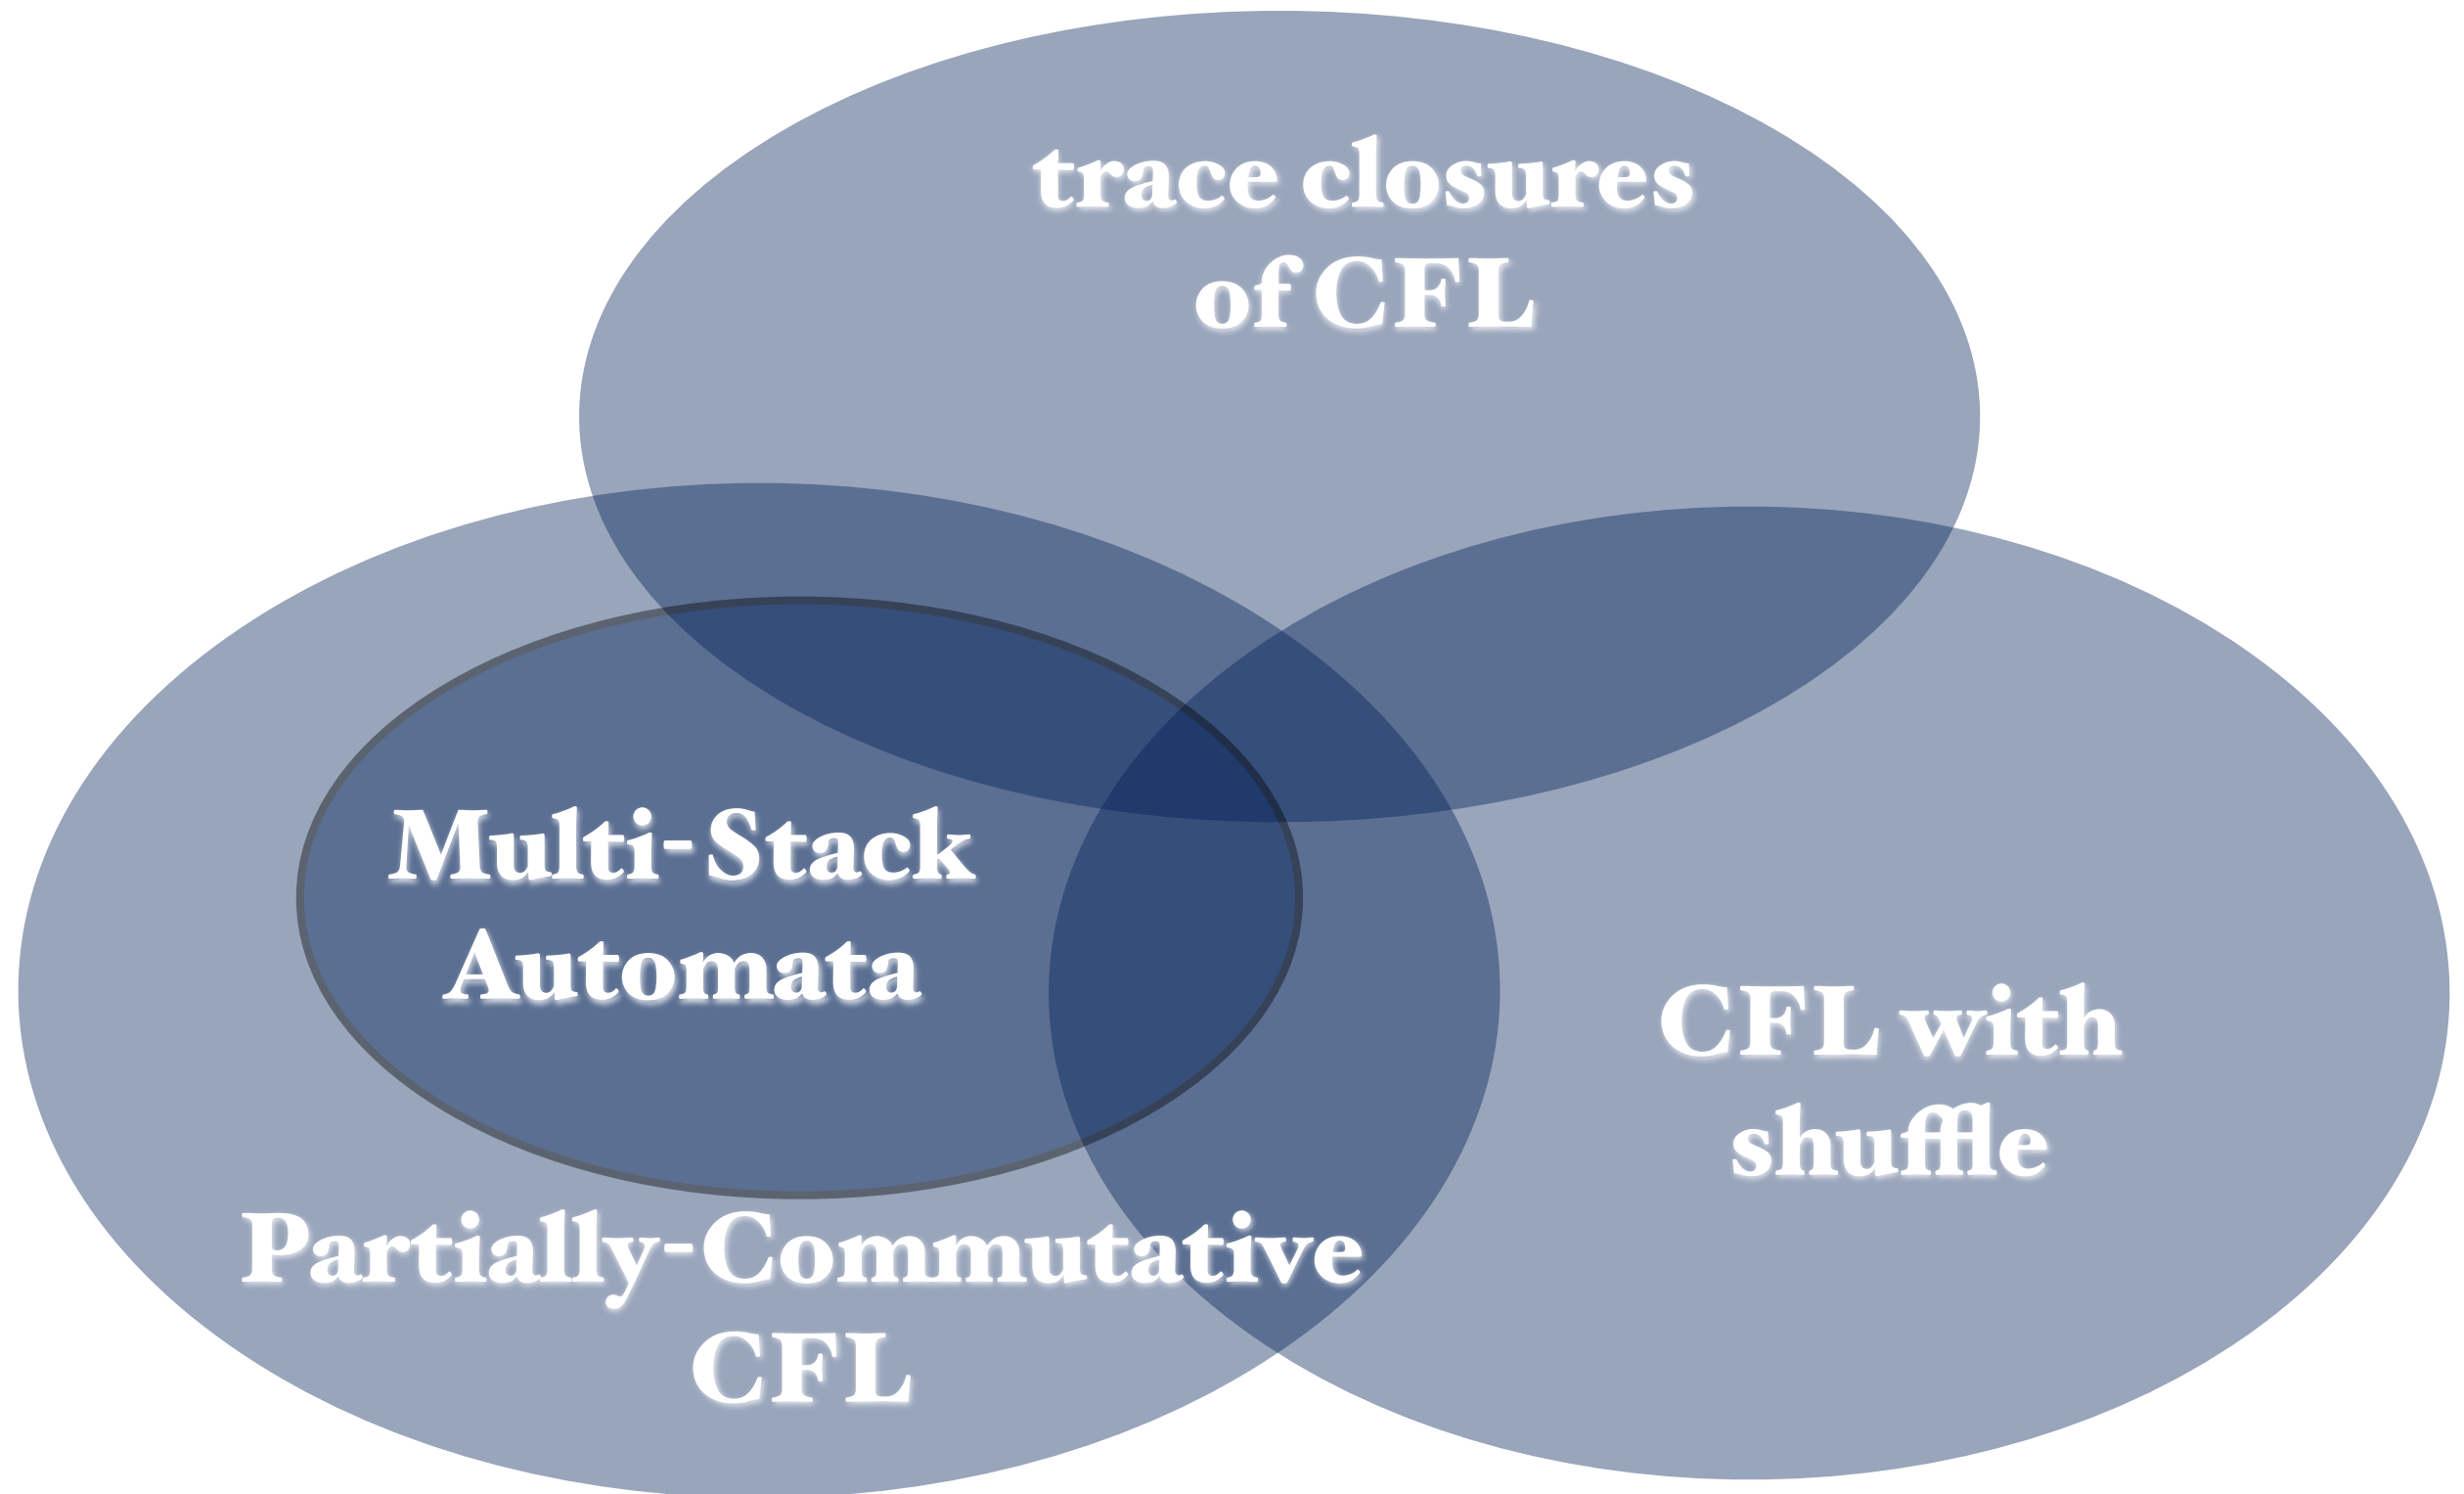 trace closures
of CFL
Multi-Stack
Automata
CFL with
shuffle
Partially-Commutative
CFL